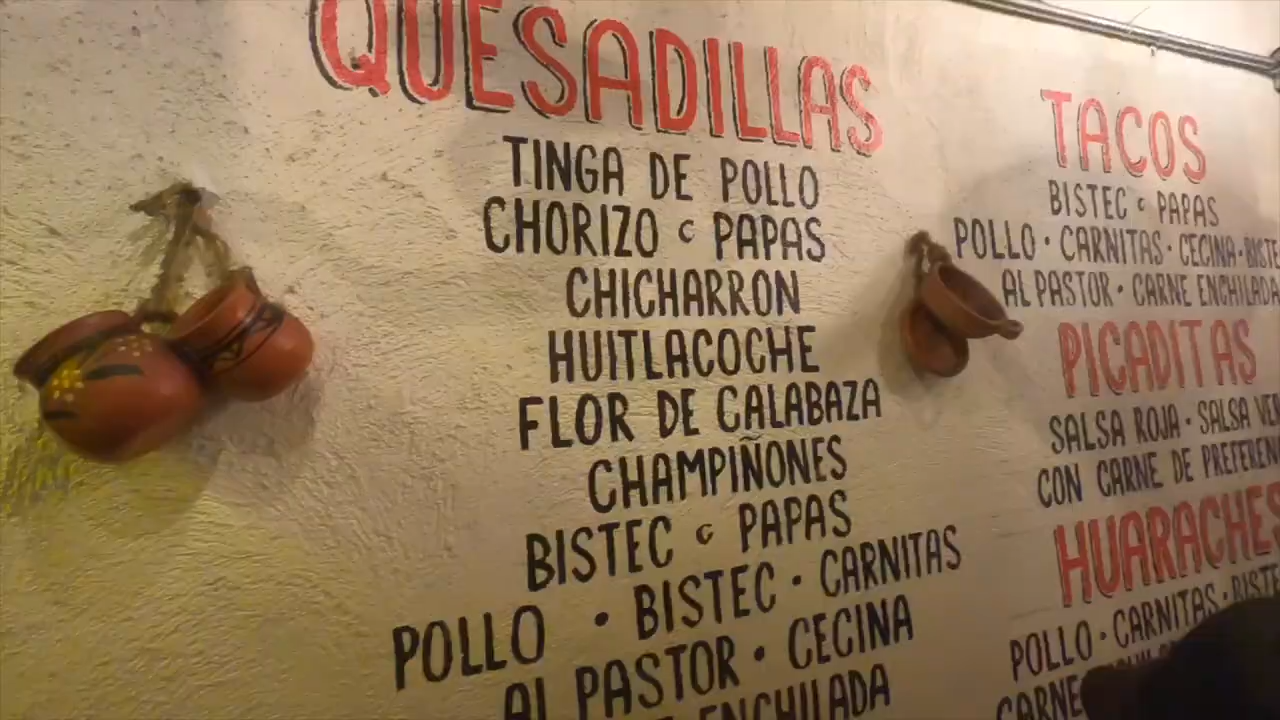 QUESADILLAS
TINGA DE POLLO
CHORIZO c PAPAS
CHICHARRON
HUITLACOCHE
FLOR DE CALABAZA
CHAMPIÑONES
BISTEC c PAPAS
POLLO · BISTEC · CARNITAS
AL PASTOR · CECINA
ENCHILADA
TACOS
BISTEC c PAPAS
POLLO · CARNITAS · CECINA · BISTE
AL PASTOR · CARNE ENCHILADA
PICADITAS
SALSA ROJA · SALSA VE
CON CARNE DE PREFEREN
HUARACHES
POLLO · CARNITAS · BISTE
CARNE